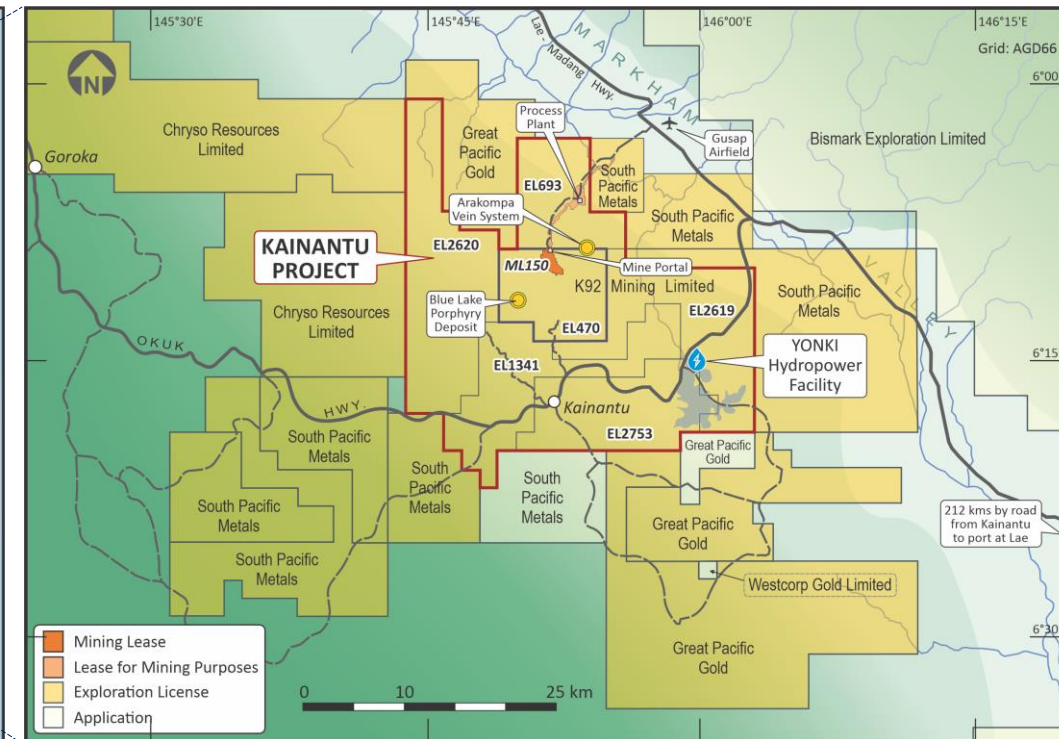 145°30'E
145°45'E
146°00'E
146°15'E
Grid: AGD66
6°00'
6°15'
6°30'
N
MARKHAM
VALLEY
Lae - Madang Hwy.
Process
Plant
Gusap
Airfield
Bismark Exploration Limited
Chryso Resources
Limited
Great
Pacific
Gold
Goroka
EL693
South
Pacific
Metals
Arakompa
Vein System
South Pacific
Metals
KAINANTU
PROJECT
EL2620
ML150
Mine Portal
K92 Mining Limited
South Pacific
Metals
Chryso Resources
Limited
Blue Lake
Porphyry
Deposit
EL2619
EL470
OKUK
HWY.
EL1341
YONKI
Hydropower
Facility
Kainantu
EL2753
South Pacific
Metals
Great Pacific
Gold
South
Pacific
Metals
South
Pacific
Metals
South Pacific
Metals
Great Pacific
Gold
212 kms by road
from Kainantu
to port at Lae
South Pacific
Metals
Westcorp Gold Limited
Great Pacific
Gold
Mining Lease
Lease for Mining Purposes
Exploration License
Application
0 10 25 km